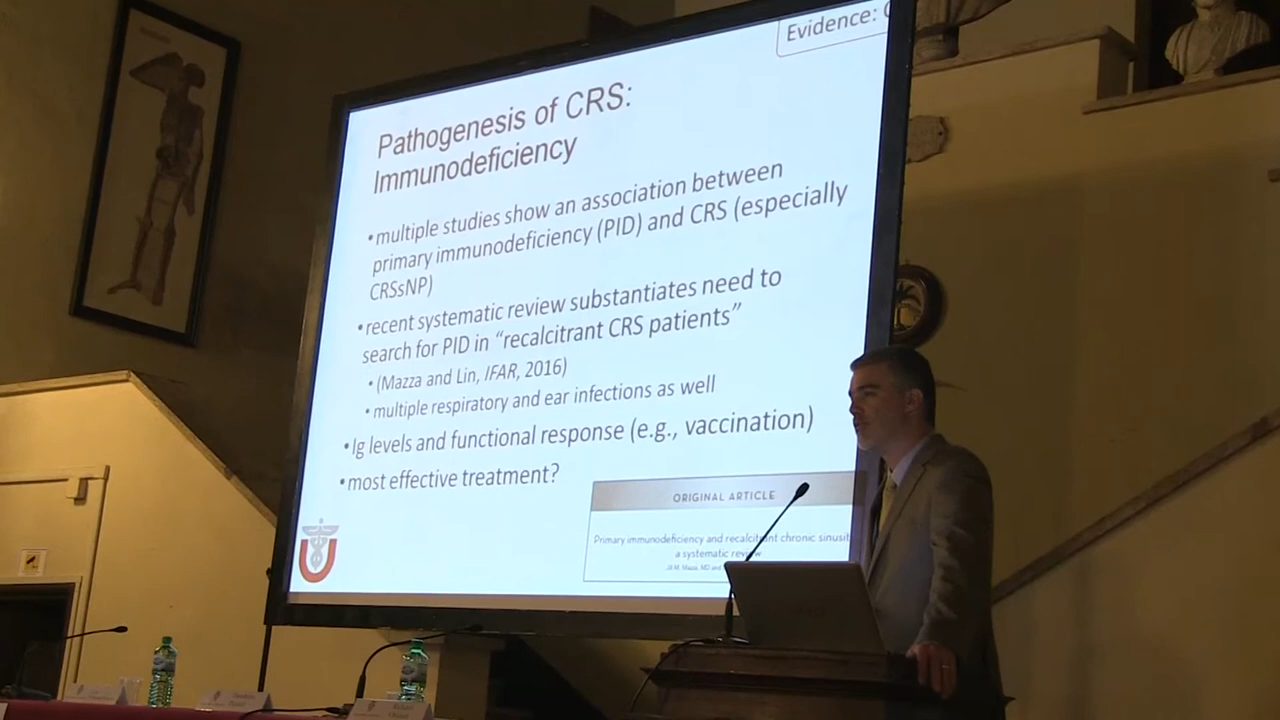 Evidence:
Pathogenesis of CRS:
Immunodeficiency
•multiple studies show an association between
primary immunodeficiency (PID) and CRS (especially
CRSsNP)
•recent systematic review substantiates need to
search for PID in “recalcitrant CRS patients”
•(Mazza and Lin, IFAR, 2016)
•multiple respiratory and ear infections as well
•Ig levels and functional response (e.g., vaccination)
•most effective treatment?
ORIGINAL ARTICLE
Primary immunodeficiency and recalcitrant chronic sinusit
a systematic review